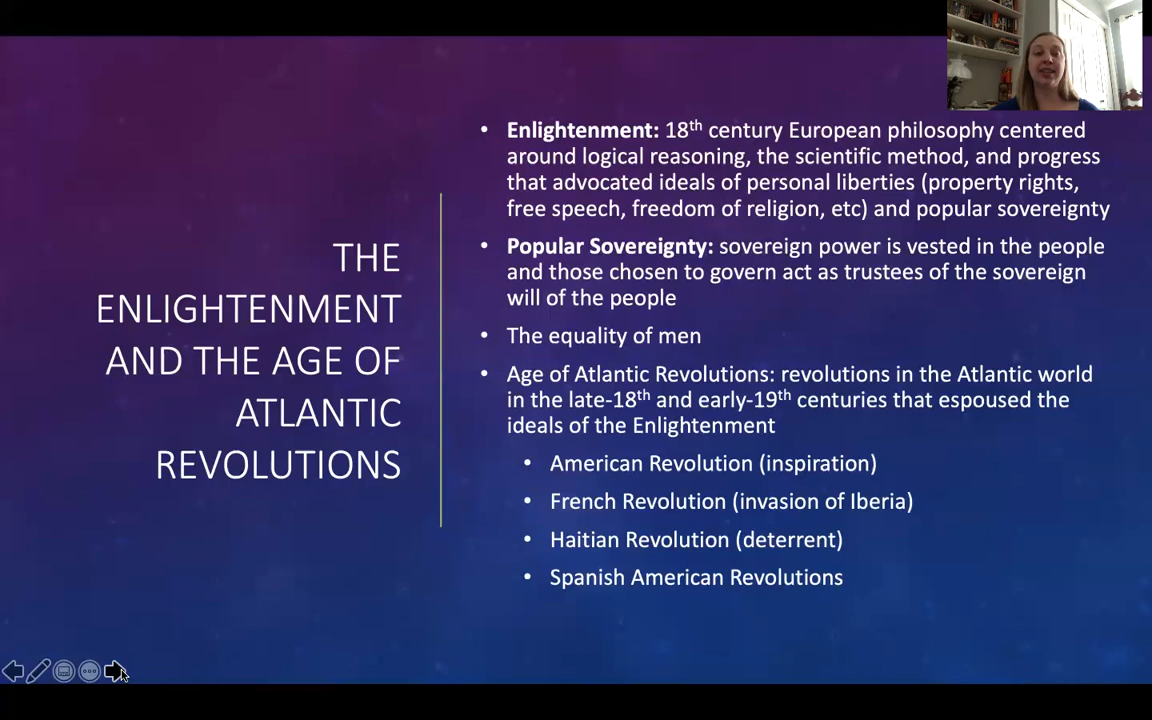 THE
ENLIGHTENMENT
AND THE AGE OF
ATLANTIC
REVOLUTIONS
• Enlightenment: 18th century European philosophy centered
around logical reasoning, the scientific method, and progress
that advocated ideals of personal liberties (property rights,
free speech, freedom of religion, etc) and popular sovereignty
• Popular Sovereignty: sovereign power is vested in the people
and those chosen to govern act as trustees of the sovereign
will of the people
• The equality of men
• Age of Atlantic Revolutions: revolutions in the Atlantic world
in the late-18th and early-19th centuries that espoused the
ideals of the Enlightenment
• American Revolution (inspiration)
• French Revolution (invasion of Iberia)
• Haitian Revolution (deterrent)
• Spanish American Revolutions